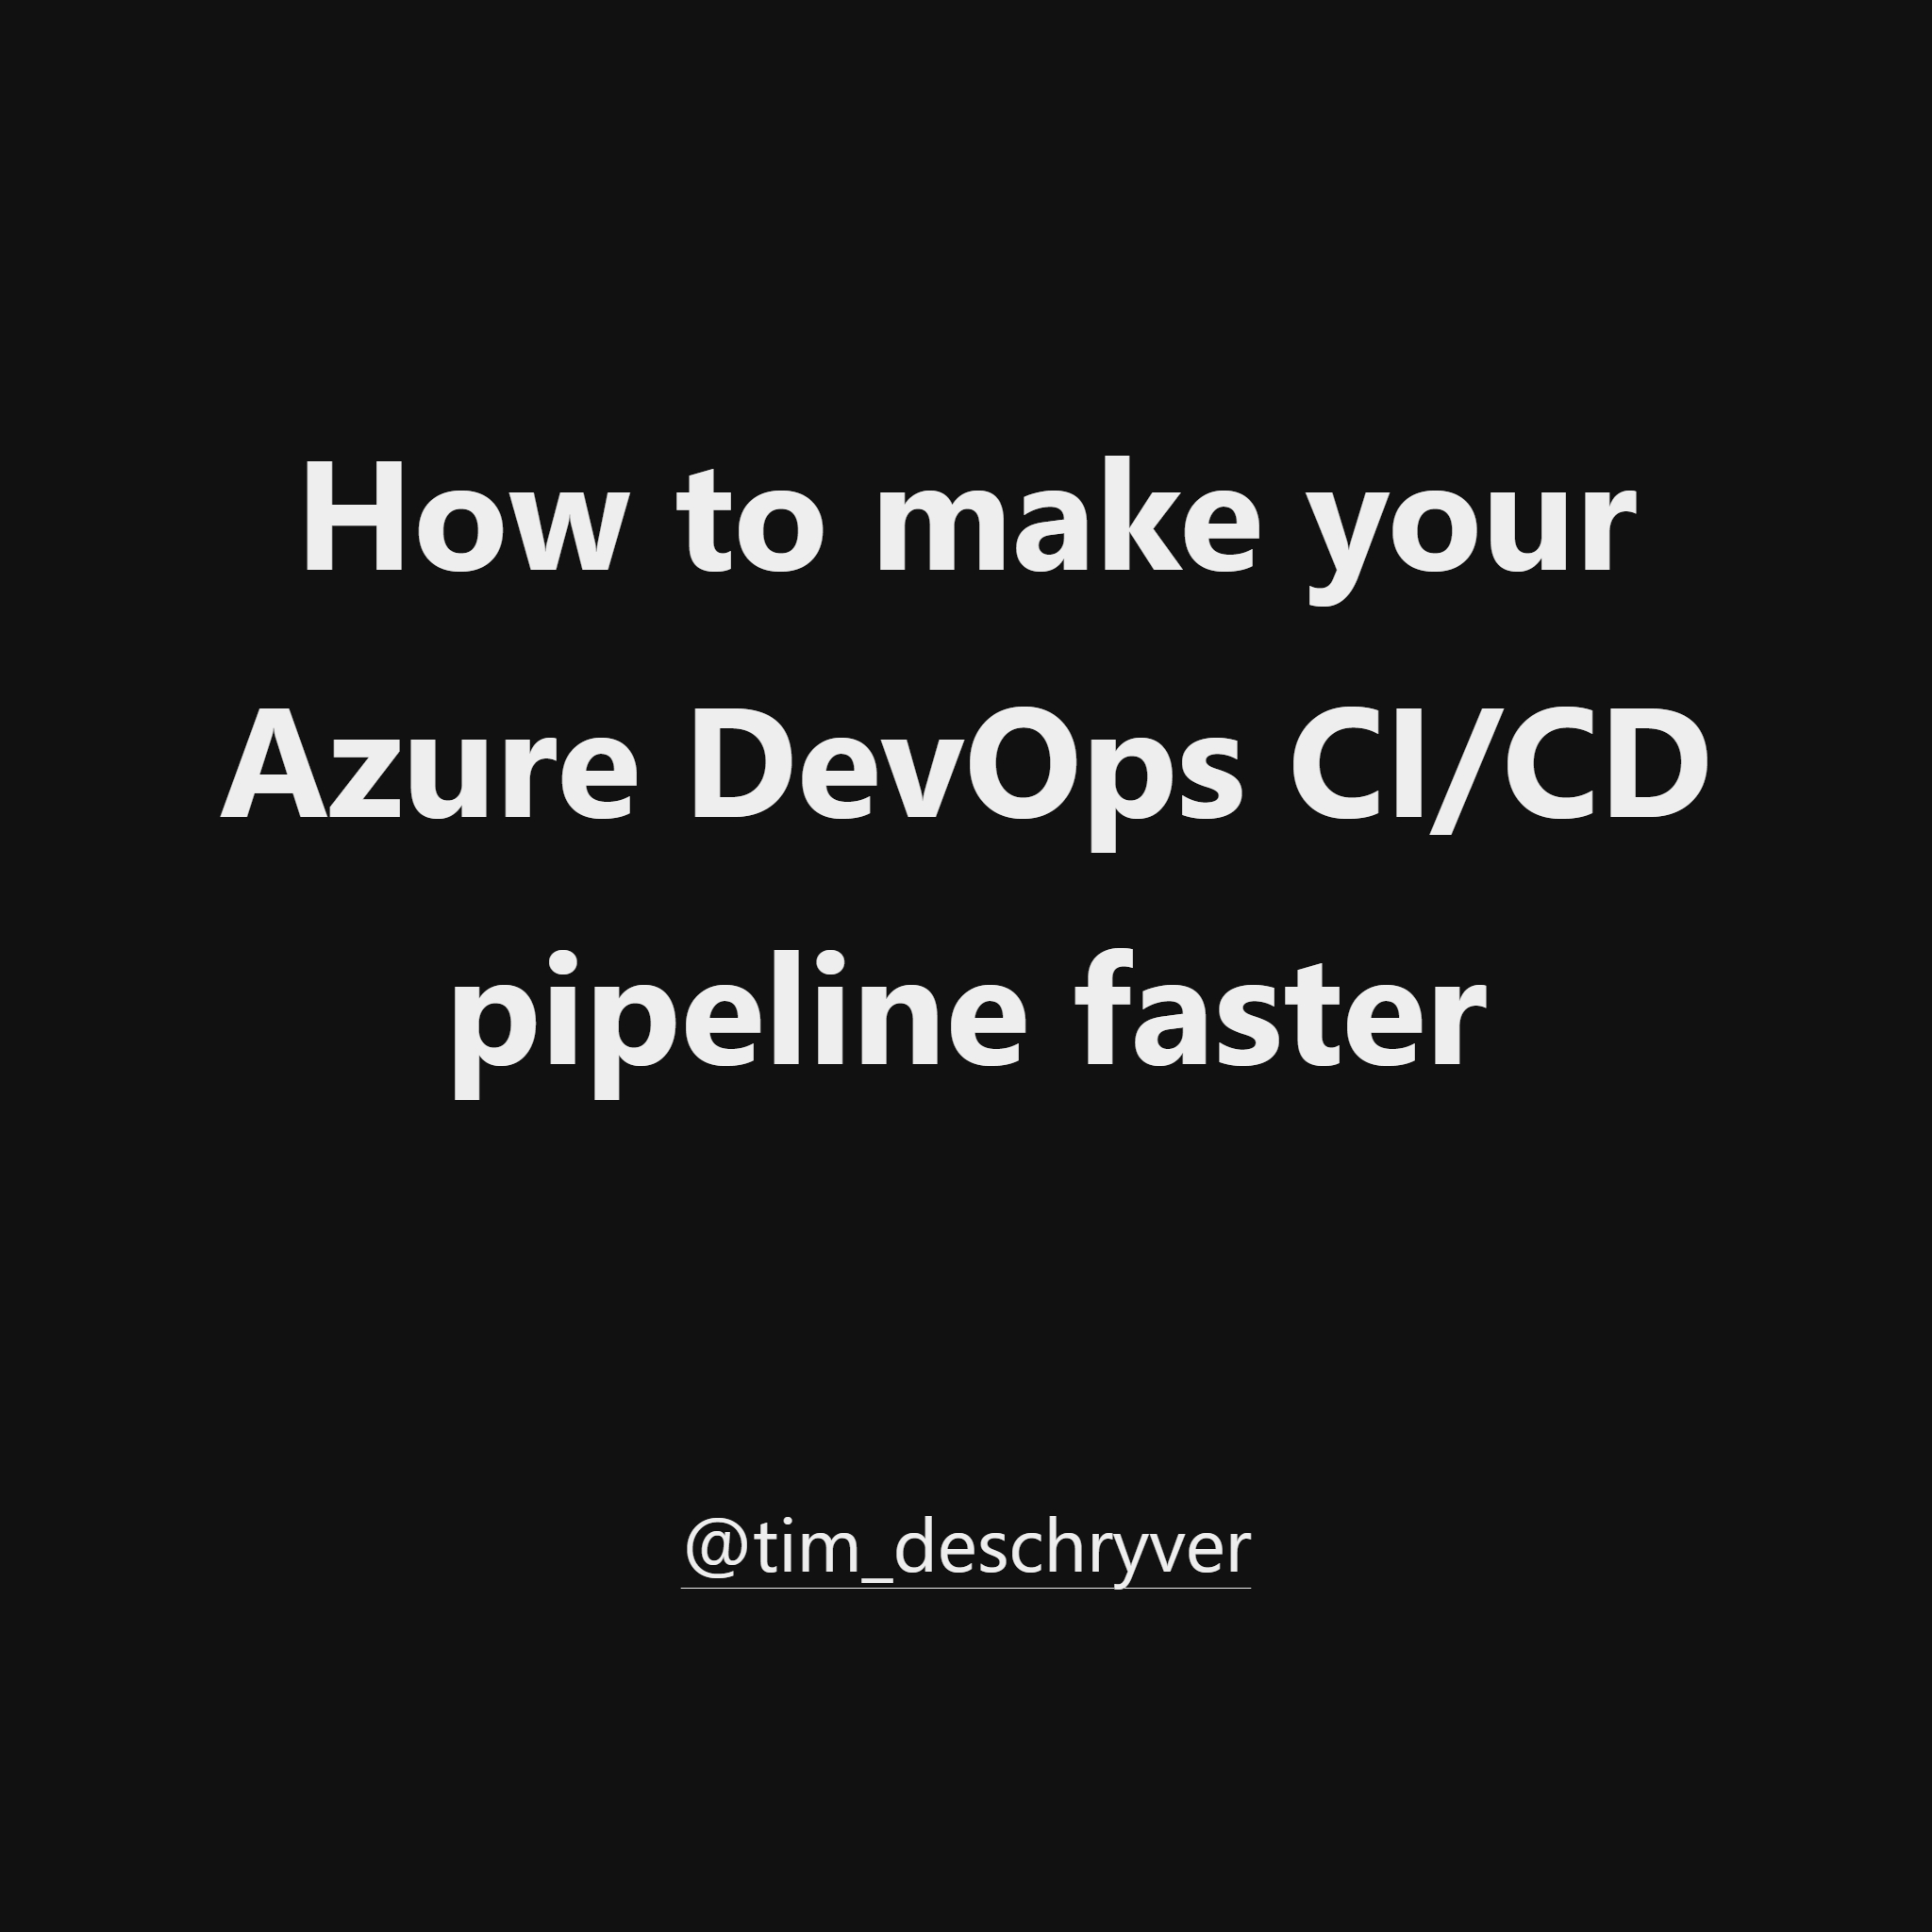 How to make your
Azure DevOps CI/CD
pipeline faster
@tim_deschryver